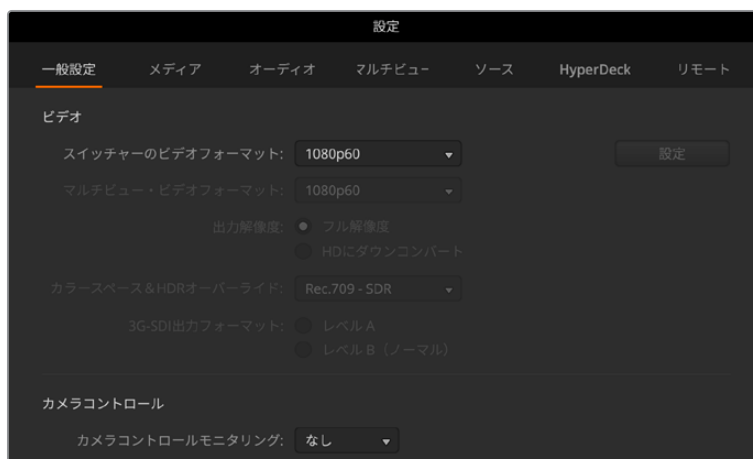 設定
一般設定 メディア オーディオ マルチビュー ソース HyperDeck リモート
ビデオ
スイッチャーのビデオフォーマット: 1080p60 設定
マルチビュー・ビデオフォーマット: 1080p60
出力解像度: フル解像度
HDにダウンコンバート
カラースペース&HDRオーバーライド: Rec.709 - SDR
3G-SDI出力フォーマット: レベル A
レベル B（ノーマル）
カメラコントロール
カメラコントロールモニタリング: なし